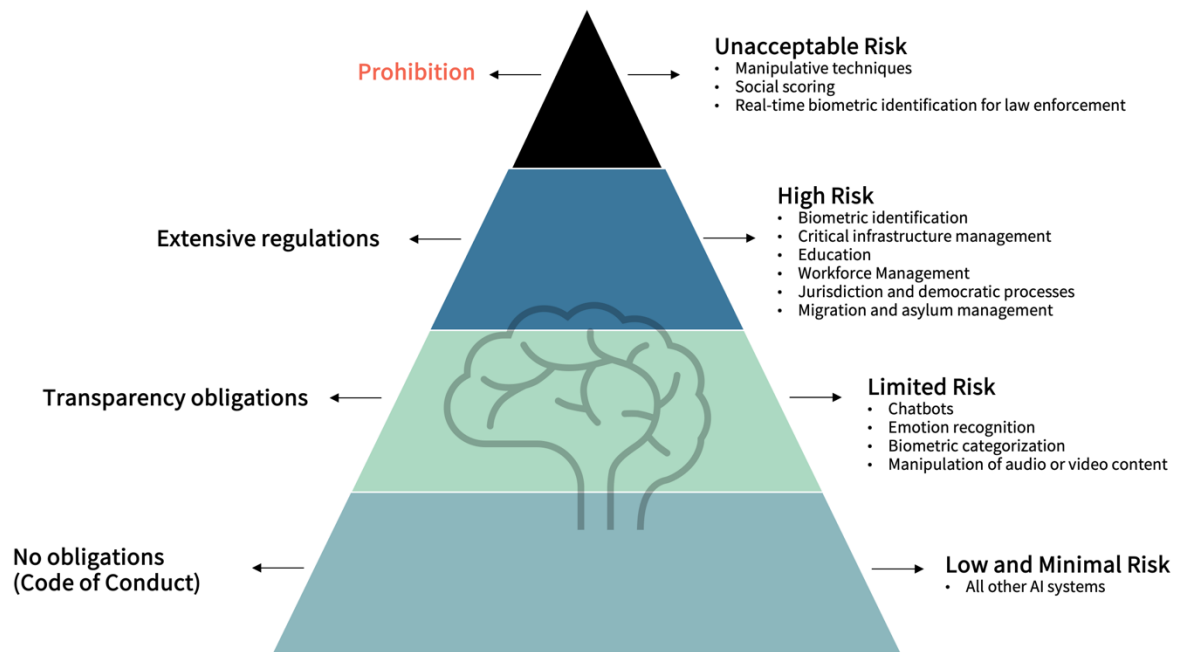 Prohibition
Unacceptable Risk
• Manipulative techniques
• Social scoring
• Real-time biometric identification for law enforcement
Extensive regulations
High Risk
• Biometric identification
• Critical infrastructure management
• Education
• Workforce Management
• Jurisdiction and democratic processes
• Migration and asylum management
Transparency obligations
Limited Risk
• Chatbots
• Emotion recognition
• Biometric categorization
• Manipulation of audio or video content
No obligations
(Code of Conduct)
Low and Minimal Risk
• All other AI systems